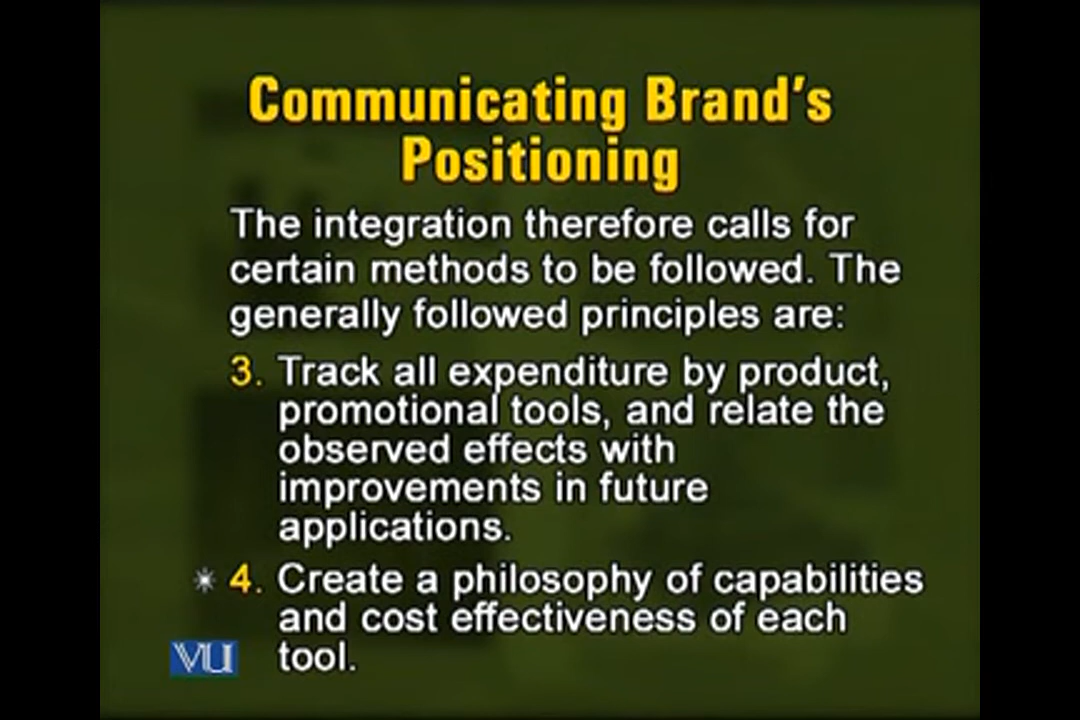 Communicating Brand's
Positioning
The integration therefore calls for
certain methods to be followed. The
generally followed principles are:
3. Track all expenditure by product,
promotional tools, and relate the
observed effects with
improvements in future
applications.
4. Create a philosophy of capabilities
and cost effectiveness of each
tool.
VU